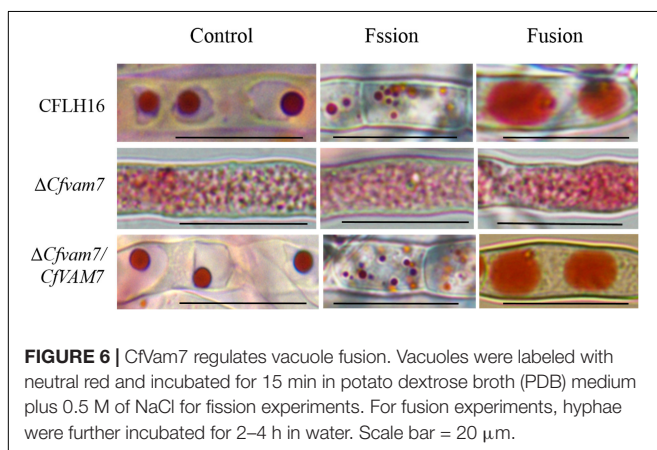 Control Fssion Fusion
CFLH16
ΔCfvam7
ΔCfvam7/
CfVAM7
FIGURE 6 | CfVam7 regulates vacuole fusion. Vacuoles were labeled with
neutral red and incubated for 15 min in potato dextrose broth (PDB) medium
plus 0.5 M of NaCl for fission experiments. For fusion experiments, hyphae
were further incubated for 2–4 h in water. Scale bar = 20 μm.